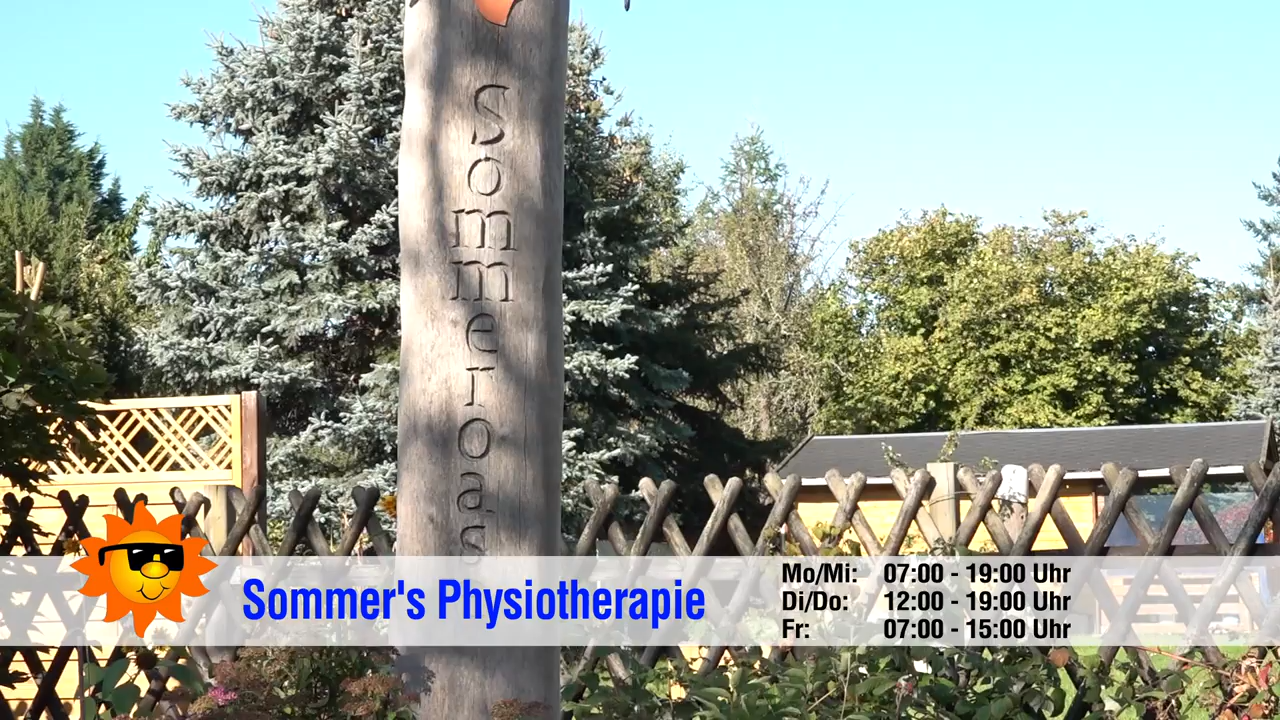 Sommeroas
Sommer's Physiotherapie
Mo/Mi: 07:00 - 19:00 Uhr
Di/Do: 12:00 - 19:00 Uhr
Fr: 07:00 - 15:00 Uhr